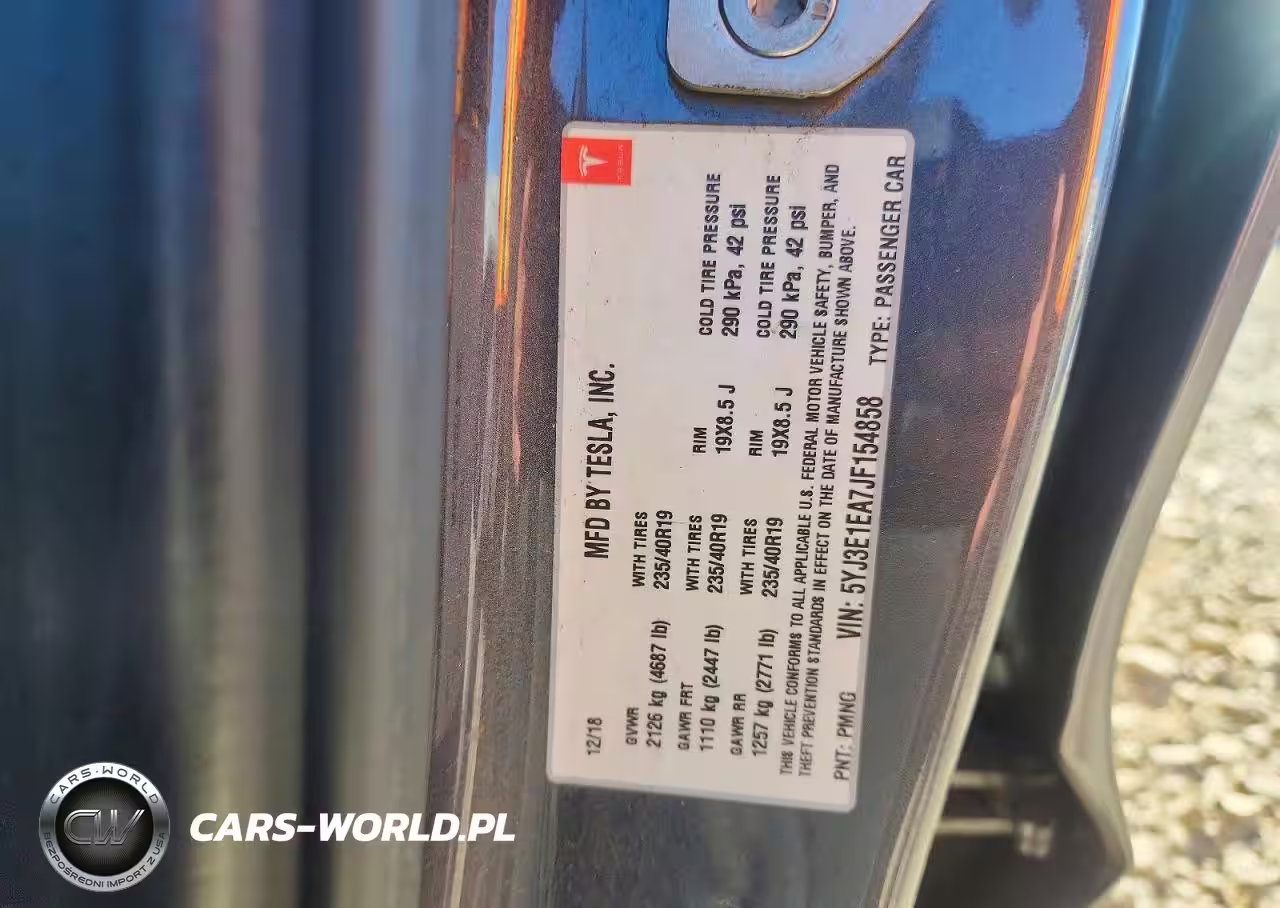 MFD BY TESLA, INC.
12/18
GVWR
2126 kg (4687 lb)
WITH TIRES
235/40R19
GAWR FRT
1110 kg (2447 lb)
WITH TIRES
235/40R19
RIM
19X8.5 J
COLD TIRE PRESSURE
290 kPa, 42 psi
GAWR RR
1257 kg (2771 lb)
WITH TIRES
235/40R19
RIM
19X8.5 J
COLD TIRE PRESSURE
290 kPa, 42 psi
THIS VEHICLE CONFORMS TO ALL APPLICABLE U.S. FEDERAL MOTOR VEHICLE SAFETY, BUMPER, AND
THEFT PREVENTION STANDARDS IN EFFECT ON THE DATE OF MANUFACTURE SHOWN ABOVE.
PNT: PMNG VIN: 5YJ3E1EA7JF154858 TYPE: PASSENGER CAR
CARS-WORLD
CW
BEZPOŚREDNI IMPORT Z USA
CARS-WORLD.PL